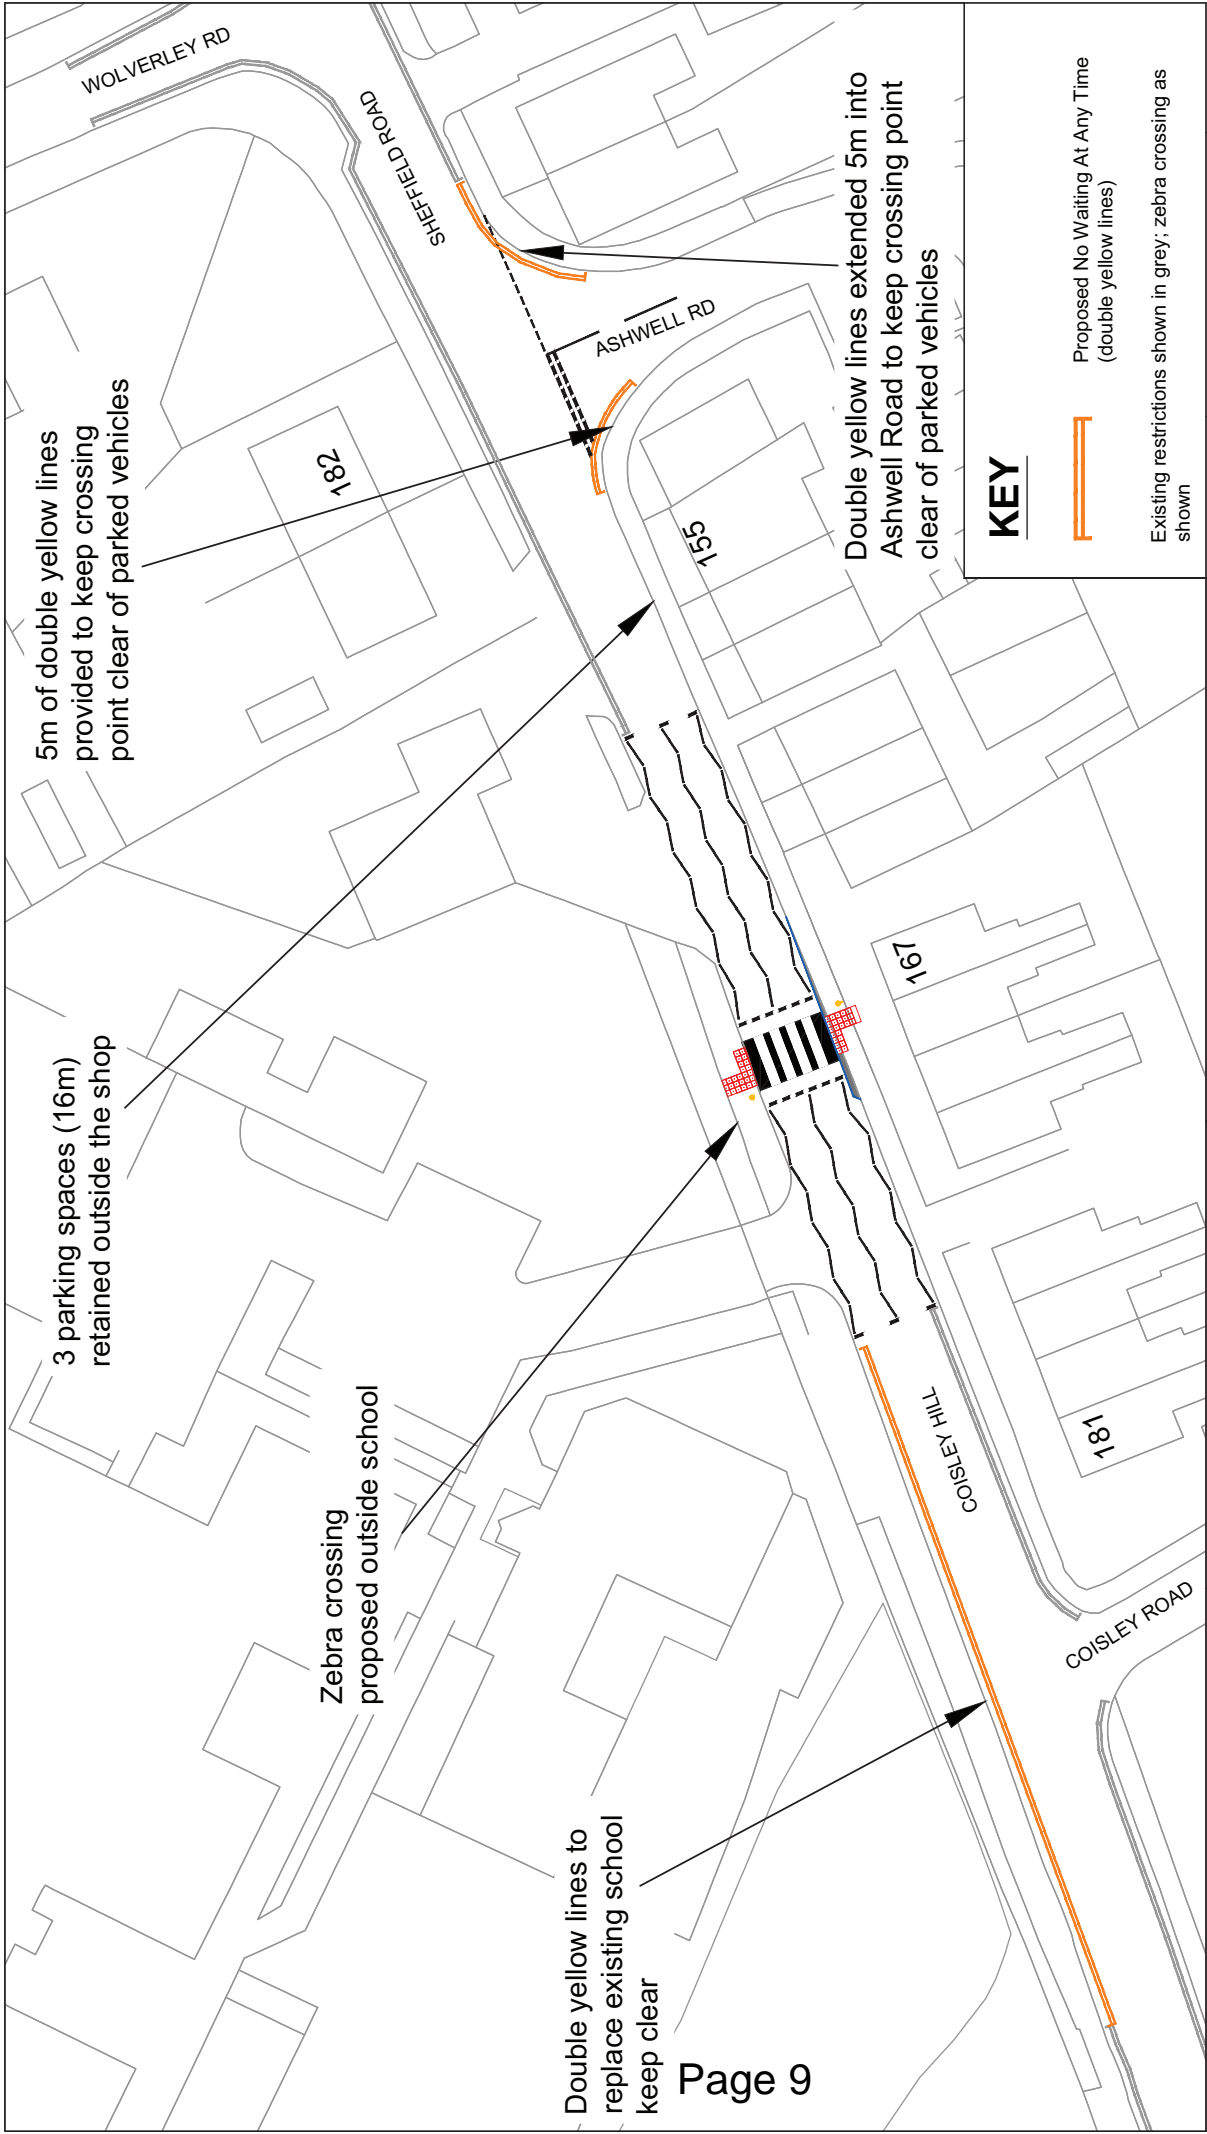 Double yellow lines to
replace existing school
keep clear
Zebra crossing
proposed outside school
3 parking spaces (16m)
retained outside the shop
5m of double yellow lines
provided to keep crossing
point clear of parked vehicles
WOLVERLEY RD
SHEFFIELD ROAD
182
ASHWELL RD
155
167
181
COISLEY HILL
COISLEY ROAD
Double yellow lines extended 5m into
Ashwell Road to keep crossing point
clear of parked vehicles
KEY
Proposed No Waiting At Any Time
(double yellow lines)
Existing restrictions shown in grey; zebra crossing as
shown
Page 9